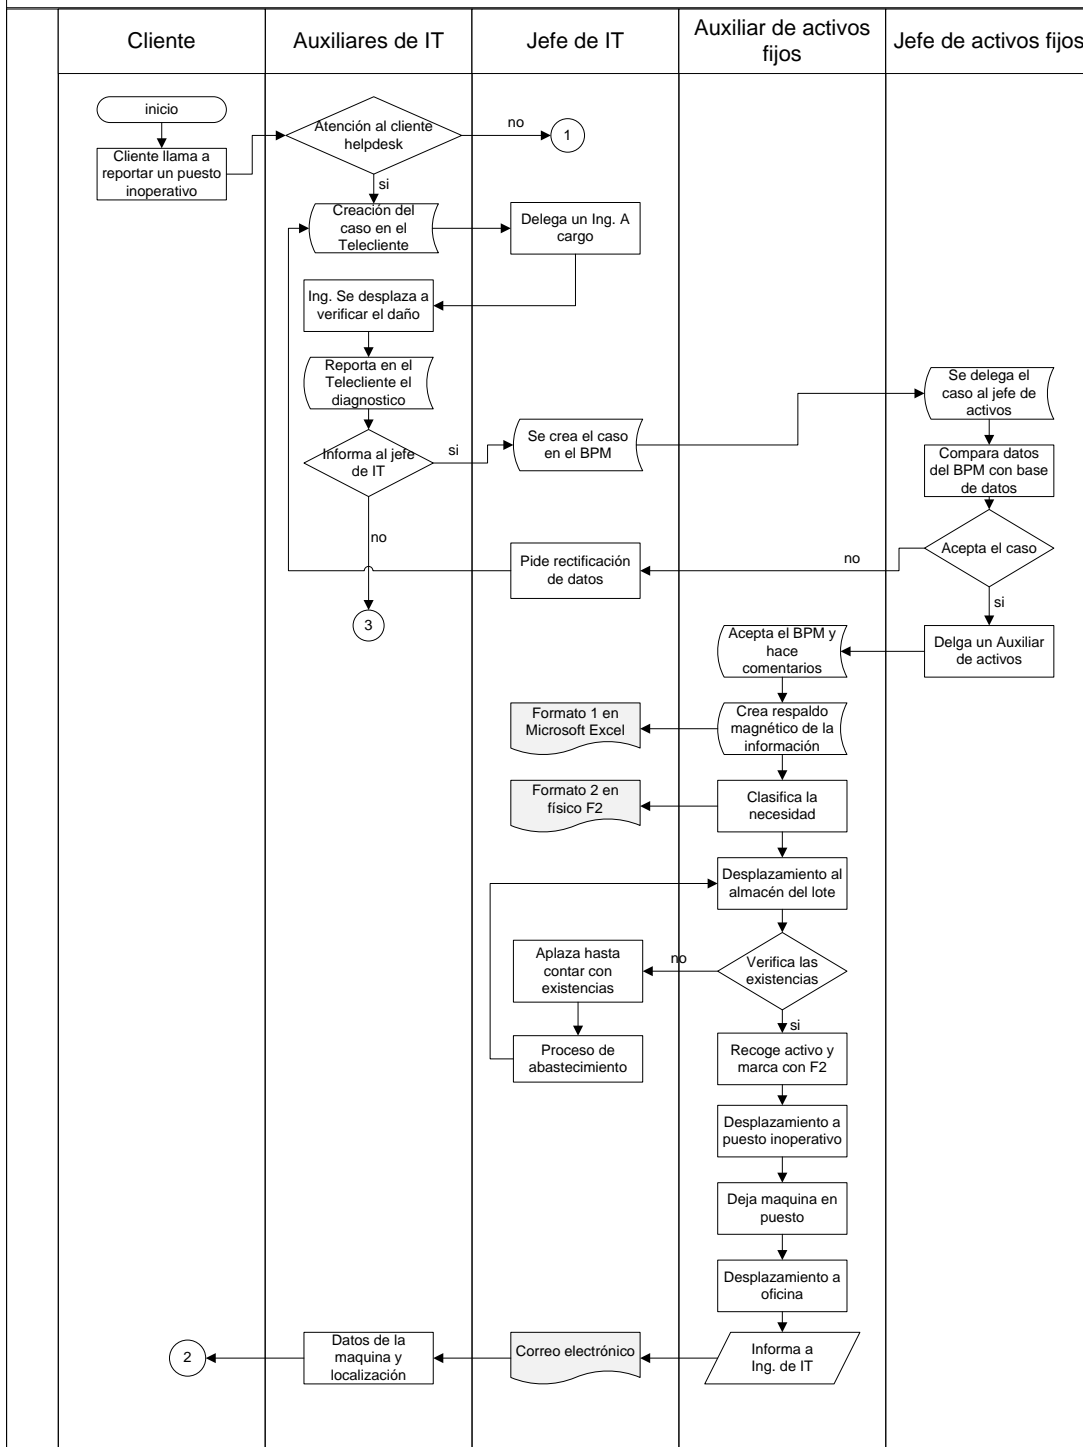 Cliente
Auxiliares de IT
Jefe de IT
Auxiliar de activos
fijos
Jefe de activos fijos
inicio
Cliente llama a
reportar un puesto
inoperativo
Atención al cliente
helpdesk
no
1
si
Creación del
caso en el
Telecliente
Delega un Ing. A
cargo
Ing. Se desplaza a
verificar el daño
Reporta en el
Telecliente el
diagnostico
Informa al jefe
de IT
si
no
3
Se crea el caso
en el BPM
Se delega el
caso al jefe de
activos
Compara datos
del BPM con base
de datos
Acepta el caso
no
si
Pide rectificación
de datos
Delga un Auxiliar
de activos
Acepta el BPM y
hace
comentarios
Crea respaldo
magnético de la
información
Formato 1 en
Microsoft Excel
Clasifica la
necesidad
Formato 2 en
físico F2
Desplazamiento al
almacén del lote
Verifica las
existencias
no
si
Aplaza hasta
contar con
existencias
Proceso de
abastecimiento
Recoge activo y
marca con F2
Desplazamiento a
puesto inoperativo
Deja maquina en
puesto
Desplazamiento a
oficina
Informa a
Ing. de IT
Correo electrónico
Datos de la
maquina y
localización
2